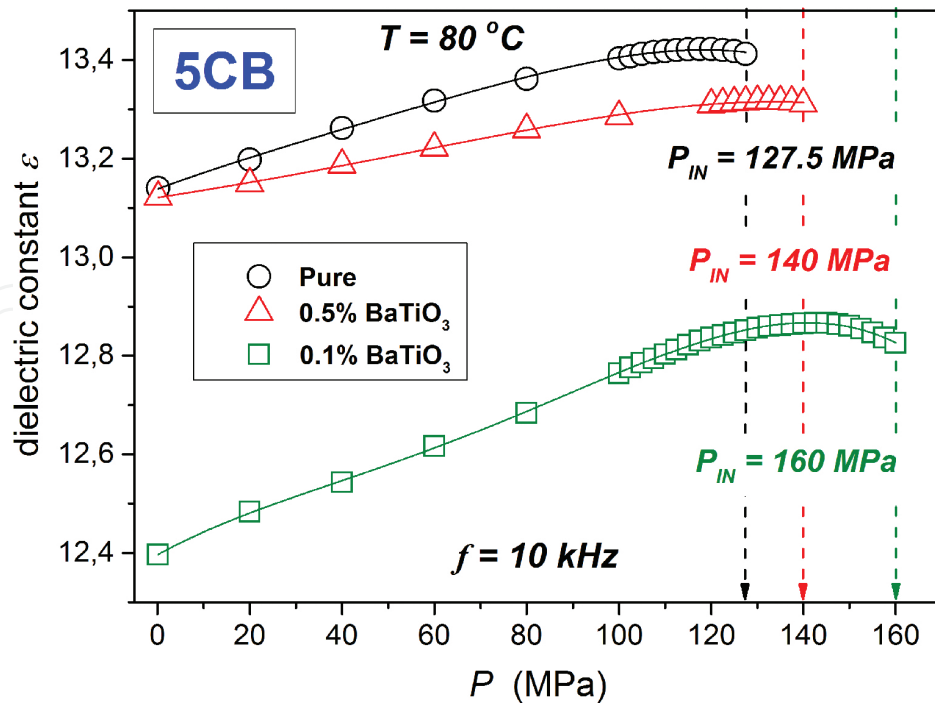 5CB
T = 80 °C
13,4
13,2
13,0
12,8
12,6
12,4
dielectric constant ε
P_IN = 127.5 MPa
P_IN = 140 MPa
P_IN = 160 MPa
Pure
0.5% BaTiO₃
0.1% BaTiO₃
f = 10 kHz
0 20 40 60 80 100 120 140 160
P (MPa)